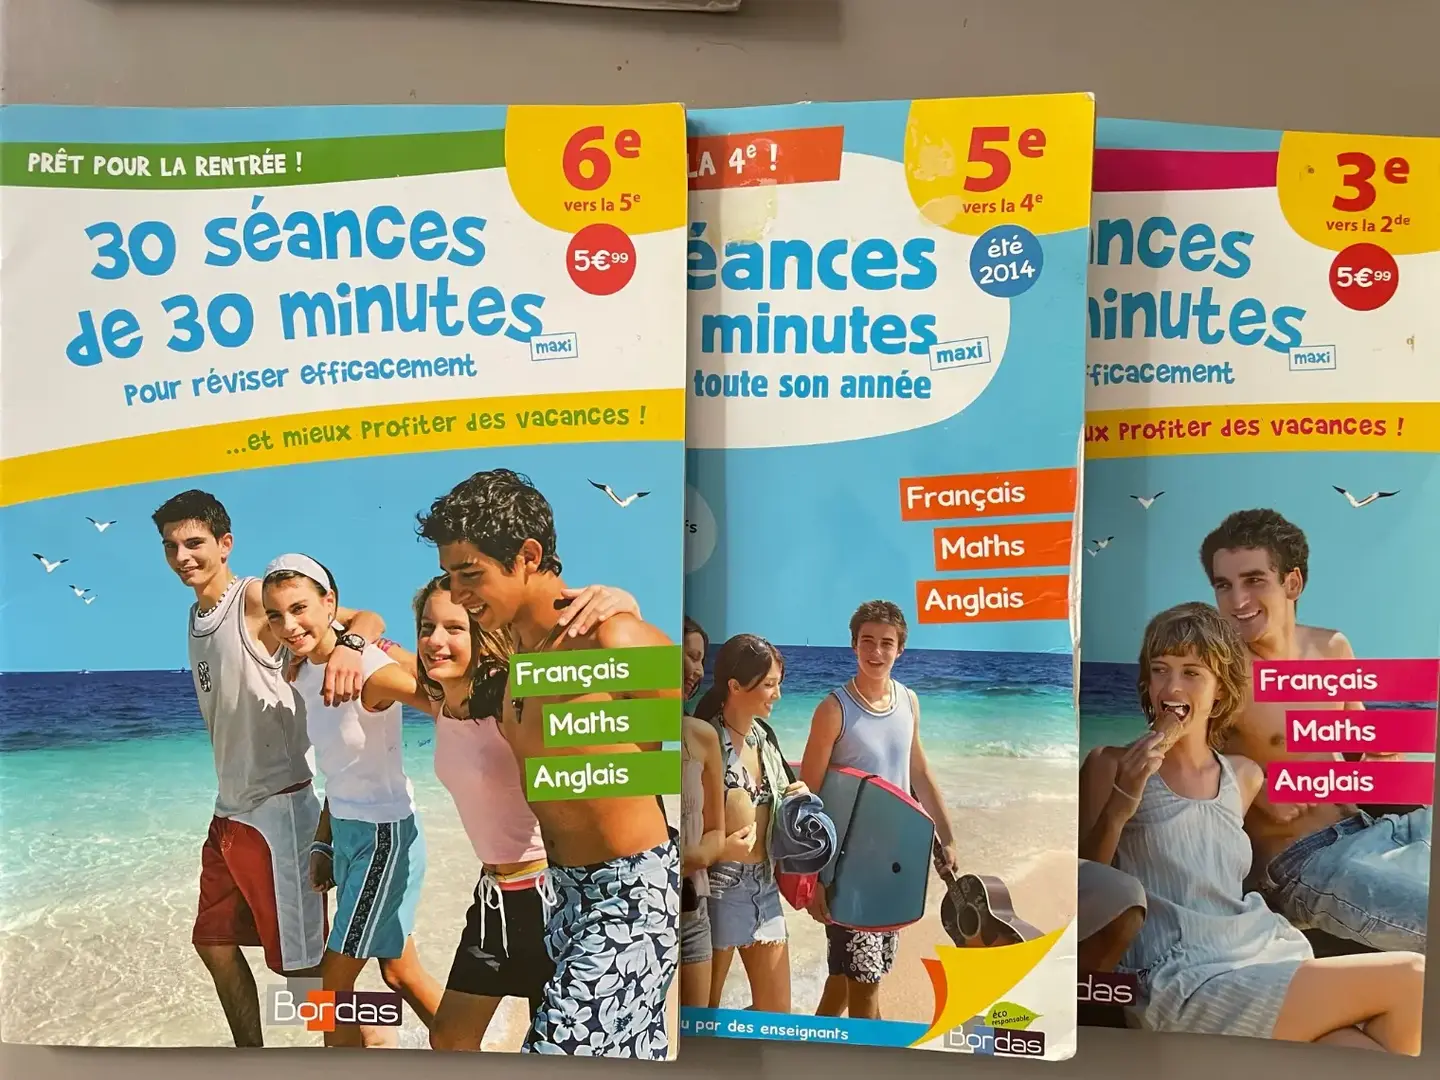 PRÊT POUR LA RENTRÉE !
6e
vers la 5e
30 séances
de 30 minutes
maxi
5€99
Pour réviser efficacement
...et mieux Profiter des vacances !
Français
Maths
Anglais
Bordas
LA 4e !
5e
vers la 4e
été
2014
éances
minutes
maxi
toute son année
Français
Maths
Anglais
par des enseignants
éco
responsable
Bordas
3e
vers la 2de
5€99
nces
inutes
maxi
ficacement
ux Profiter des vacances !
Français
Maths
Anglais
das